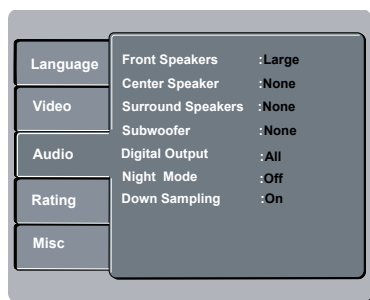 Language
Video
Audio
Rating
Misc
Front Speakers :Large
Center Speaker :None
Surround Speakers :None
Subwoofer :None
Digital Output :All
Night Mode :Off
Down Sampling :On